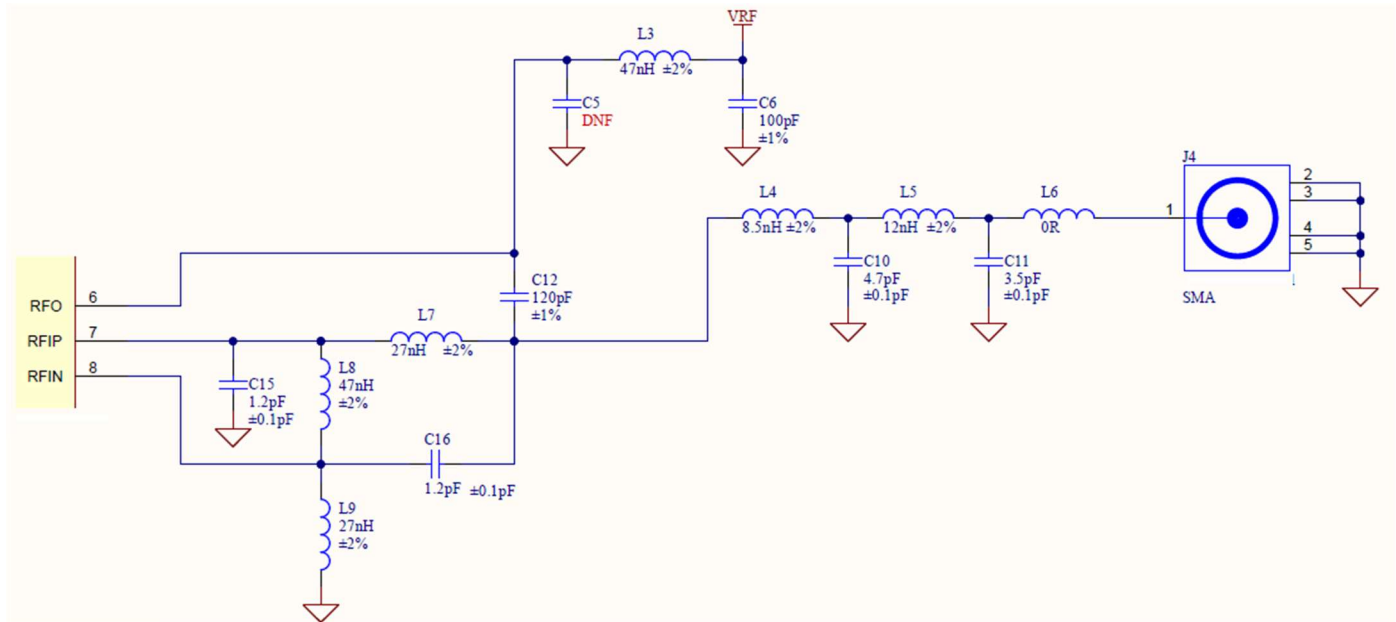 VRF
L3
47nH ±2%
C5
DNF
C6
100pF
±1%
J4
2
3
4
5
1
SMA
L4
8.5nH ±2%
L5
12nH ±2%
L6
0R
C10
4.7pF
±0.1pF
C11
3.5pF
±0.1pF
C12
120pF
±1%
RFO 6
RFIP 7
RFIN 8
L7
27nH ±2%
C15
1.2pF
±0.1pF
L8
47nH
±2%
C16
1.2pF ±0.1pF
L9
27nH
±2%